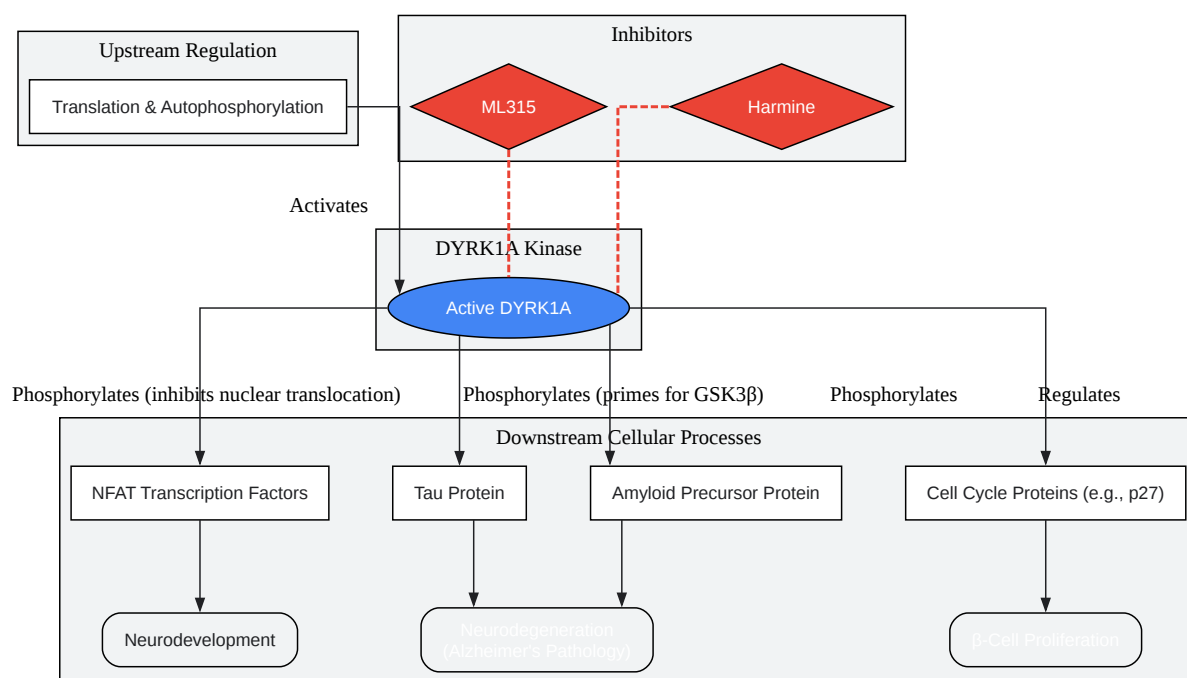 Inhibitors
Upstream Regulation
Translation & Autophosphorylation
ML315
Harmine
Activates
DYRK1A Kinase
Active DYRK1A
Phosphorylates (inhibits nuclear translocation)
Phosphorylates (primes for GSK3β)
Phosphorylates
Regulates
Downstream Cellular Processes
NFAT Transcription Factors
Tau Protein
Amyloid Precursor Protein
Cell Cycle Proteins (e.g., p27)
Neurodevelopment
Neurodegeneration
(Alzheimer's Pathology)
β-Cell Proliferation